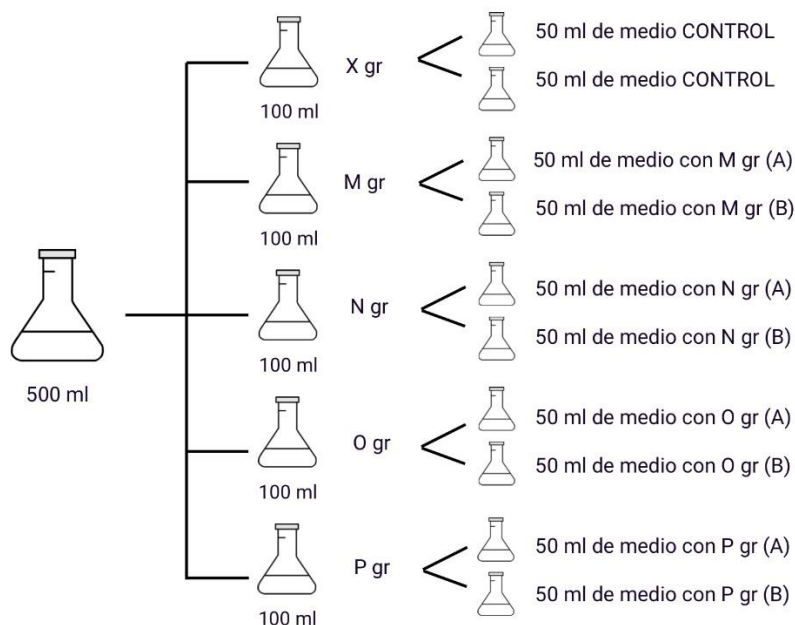 X gr
100 ml
50 ml de medio CONTROL
50 ml de medio CONTROL
M gr
100 ml
50 ml de medio con M gr (A)
50 ml de medio con M gr (B)
500 ml
N gr
100 ml
50 ml de medio con N gr (A)
50 ml de medio con N gr (B)
O gr
100 ml
50 ml de medio con O gr (A)
50 ml de medio con O gr (B)
P gr
100 ml
50 ml de medio con P gr (A)
50 ml de medio con P gr (B)